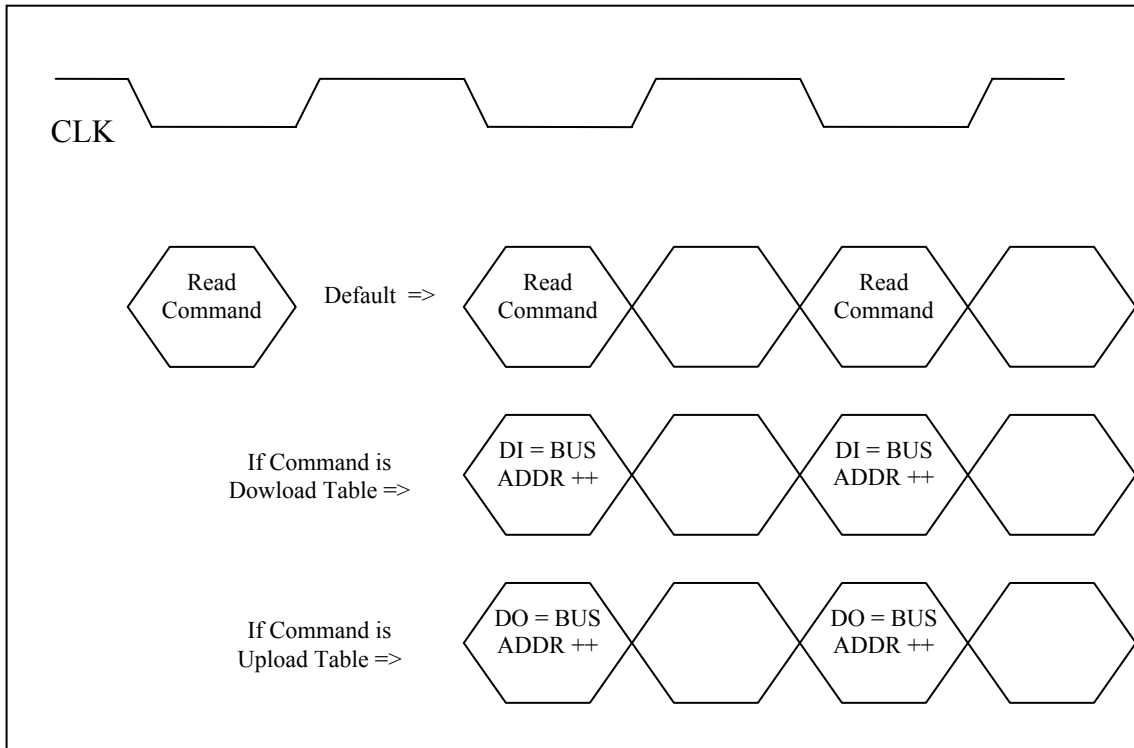 CLK
Read
Command
Default =>
Read
Command
Read
Command
If Command is
Dowload Table =>
DI = BUS
ADDR ++
DI = BUS
ADDR ++
If Command is
Upload Table =>
DO = BUS
ADDR ++
DO = BUS
ADDR ++